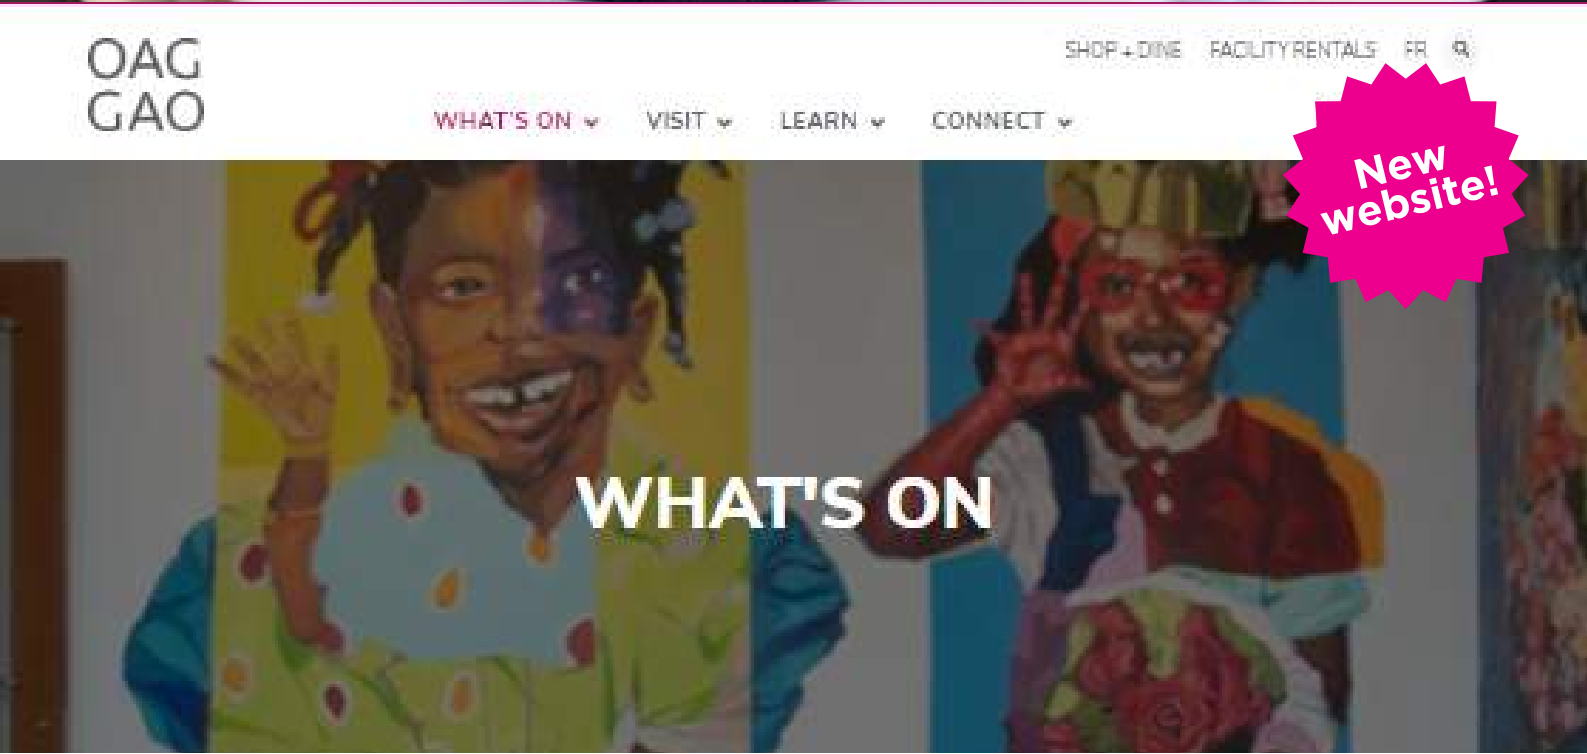 OAG
GAO
SHOP + DINE FACILITY RENTALS FR
WHAT'S ON VISIT LEARN CONNECT
New
website!
WHAT'S ON